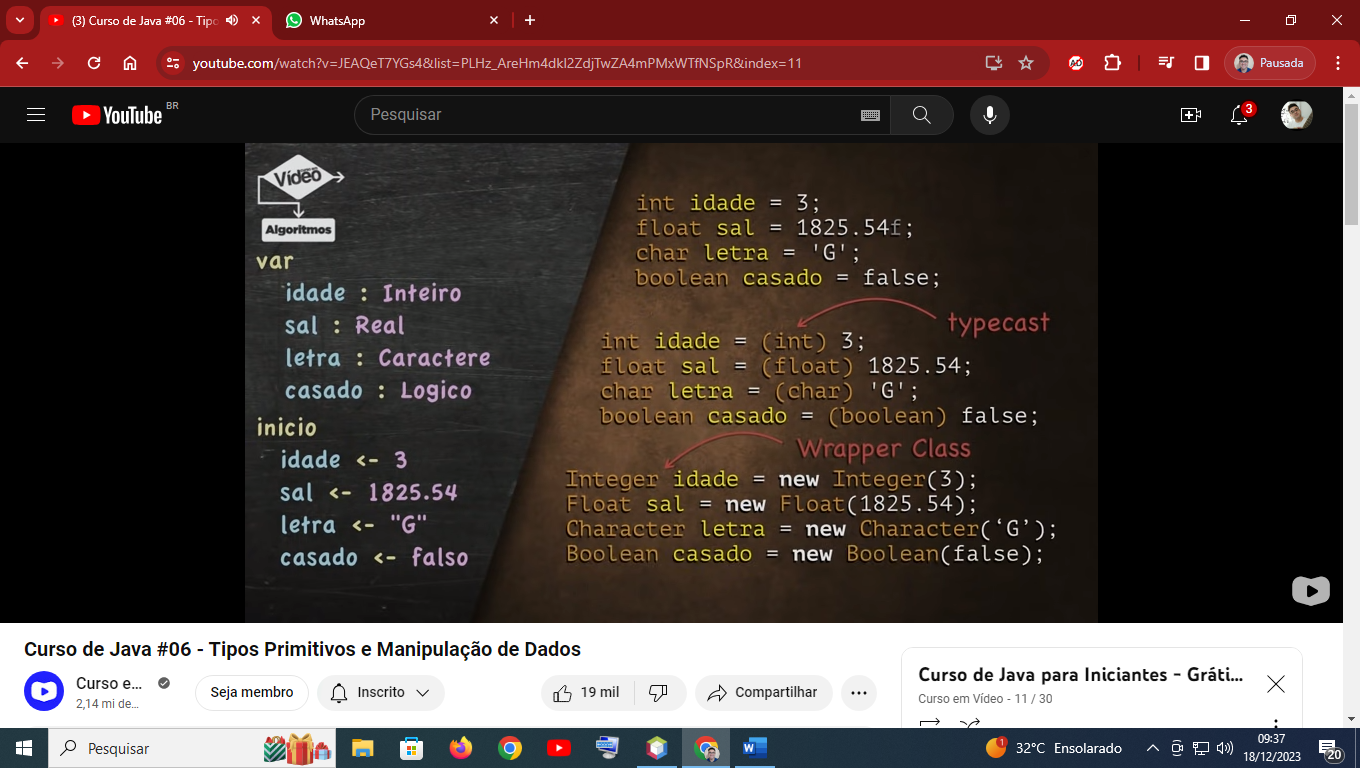 (3) Curso de Java #06 - Tipo
WhatsApp
youtube.com/watch?v=JEAQeT7YGs4&list=PLHz_AreHm4dkI2ZdjTwZA4mPMxWTfNSpR&index=11
Pausada
YouTube BR
Pesquisar
3
Vídeo
Algoritmos
var
idade : Inteiro
sal : Real
letra : Caractere
casado : Logico
inicio
idade <- 3
sal <- 1825.54
letra <- "G"
casado <- falso
int idade = 3;
float sal = 1825.54f;
char letra = 'G';
boolean casado = false;
typecast
int idade = (int) 3;
float sal = (float) 1825.54;
char letra = (char) 'G';
boolean casado = (boolean) false;
Wrapper Class
Integer idade = new Integer(3);
Float sal = new Float(1825.54);
Character letra = new Character(‘G’);
Boolean casado = new Boolean(false);
Curso de Java #06 - Tipos Primitivos e Manipulação de Dados
Curso e...
2,14 mi de...
Seja membro
Inscrito
19 mil
Compartilhar
Curso de Java para Iniciantes - Gráti...
Curso em Vídeo - 11 / 30
Pesquisar
1
32°C Ensolarado
09:37
18/12/2023
20